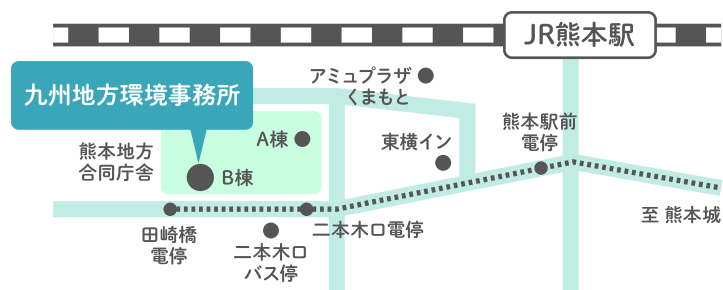 JR熊本駅
アミュプラザ
くまもと
九州地方環境事務所
熊本駅前
電停
A棟
東横イン
熊本地方
合同庁舎
B棟
至 熊本城
田崎橋
電停
二本木口電停
二本木口
バス停